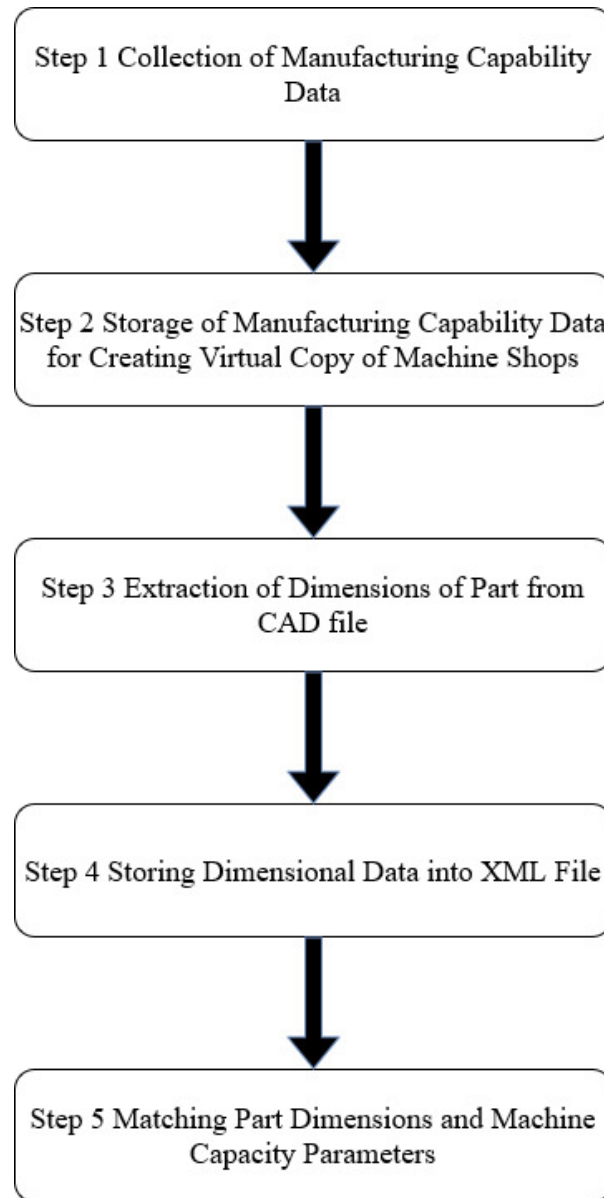 Step 1 Collection of Manufacturing Capability
Data
Step 2 Storage of Manufacturing Capability Data
for Creating Virtual Copy of Machine Shops
Step 3 Extraction of Dimensions of Part from
CAD file
Step 4 Storing Dimensional Data into XML File
Step 5 Matching Part Dimensions and Machine
Capacity Parameters